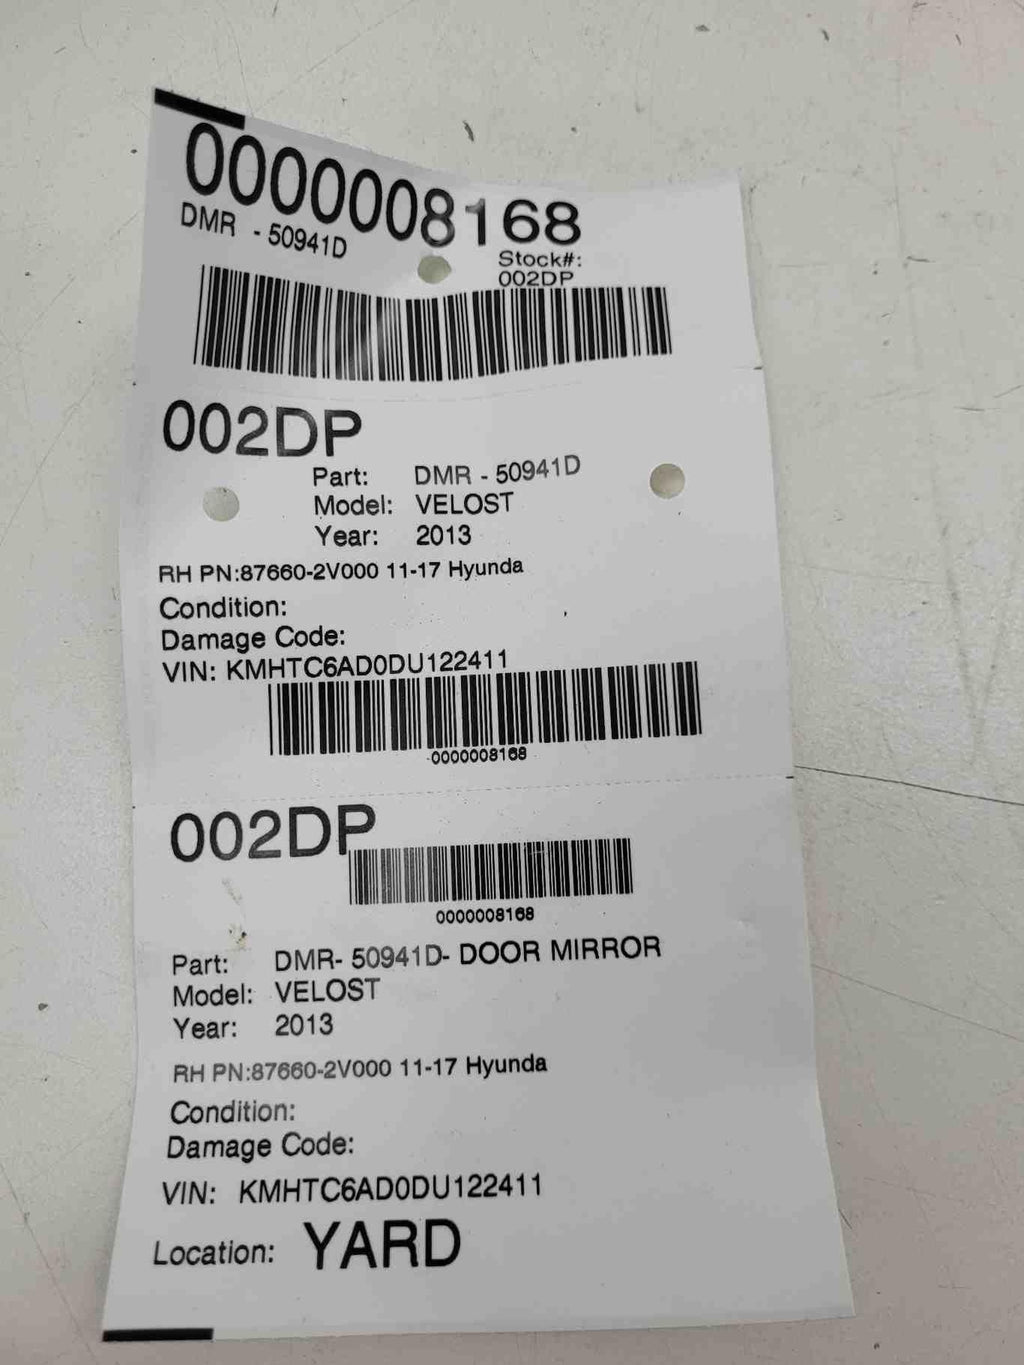 0000008168
DMR - 50941D
Stock#:
002DP
002DP
Part: DMR - 50941D
Model: VELOST
Year: 2013
RH PN:87660-2V000 11-17 Hyunda
Condition:
Damage Code:
VIN: KMHTC6AD0DU122411
0000008168
002DP
0000008168
Part: DMR- 50941D- DOOR MIRROR
Model: VELOST
Year: 2013
RH PN:87660-2V000 11-17 Hyunda
Condition:
Damage Code:
VIN: KMHTC6AD0DU122411
Location: YARD